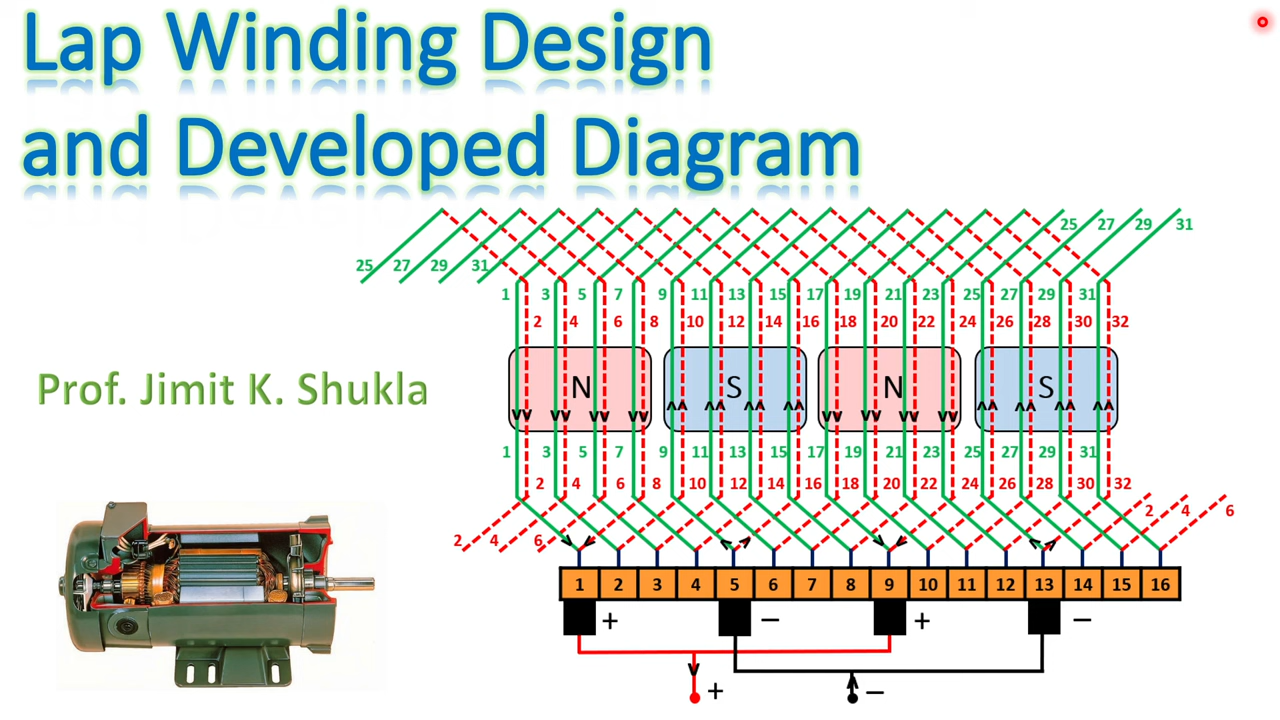 Lap Winding Design
and Developed Diagram
25 27 29 31
25 27 29 31
1 3 5 7 9 11 13 15 17 19 21 23 25 27 29 31
2 4 6 8 10 12 14 16 18 20 22 24 26 28 30 32
Prof. Jimit K. Shukla
N S N S
1 3 5 7 9 11 13 15 17 19 21 23 25 27 29 31
2 4 6 8 10 12 14 16 18 20 22 24 26 28 30 32
2 4 6
2 4 6
1 2 3 4 5 6 7 8 9 10 11 12 13 14 15 16
+ − + −
+ −